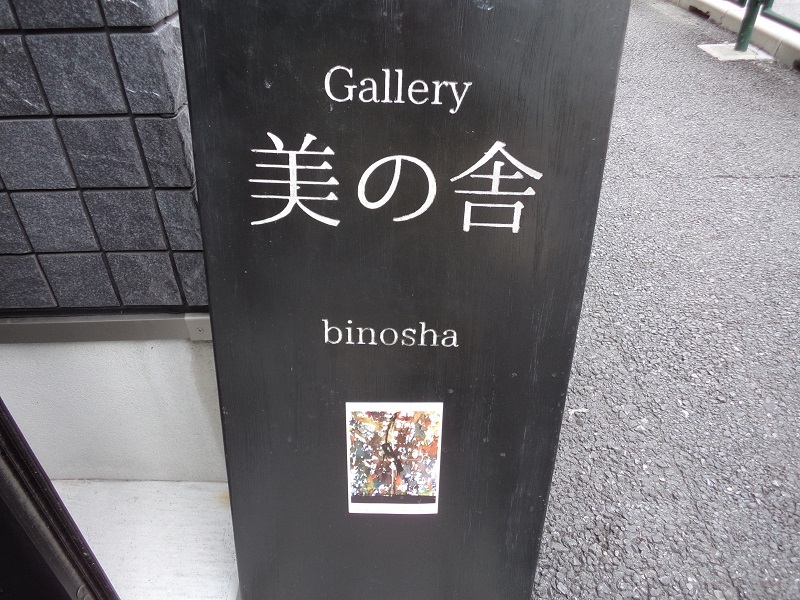 Gallery
美の舎
binosha